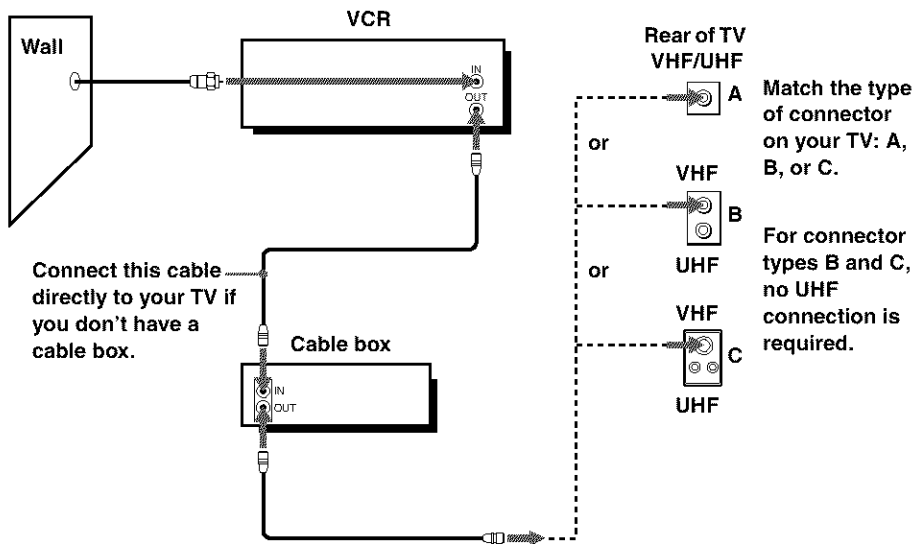 VCR
Wall
IN
OUT
Rear of TV
VHF/UHF
A
Match the type
of connector
on your TV: A,
B, or C.
or
VHF
B
UHF
For connector
types B and C,
no UHF
connection is
required.
or
VHF
C
UHF
Connect this cable
directly to your TV if
you don't have a
cable box.
Cable box
IN
OUT